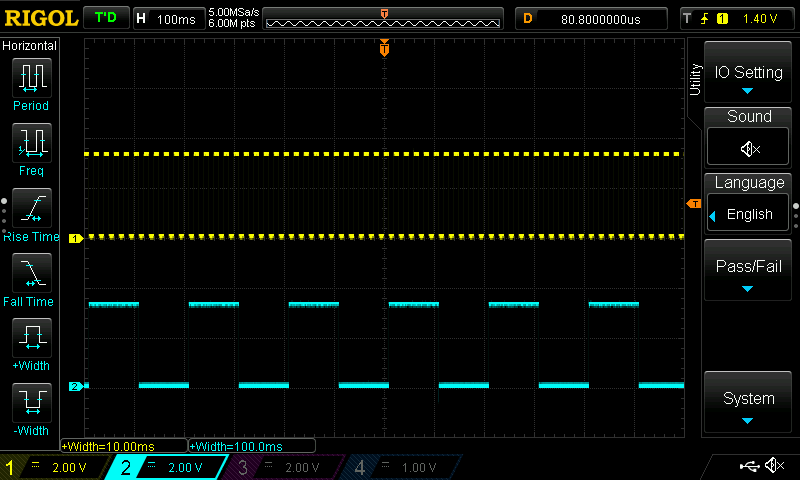 RIGOL T'D H 100ms 5.00MSa/s 6.00M pts T D 80.8000000us T 1 1.40 V
Horizontal
Period
Freq
Rise Time
Fall Time
+Width
-Width
T
1
2
T
+Width=10.00ms +Width=100.0ms
1 2.00 V 2 2.00 V 3 2.00 V 4 1.00 V
Utility
IO Setting
Sound
Language
English
Pass/Fail
System